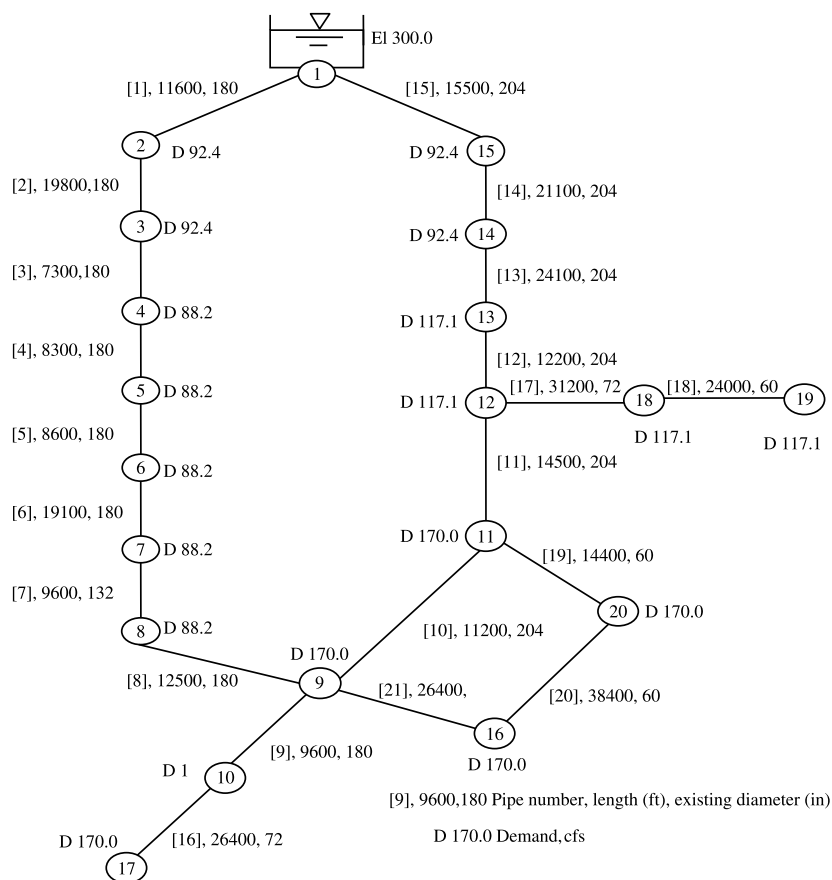 El 300.0
1
[1], 11600, 180
[15], 15500, 204
2
D 92.4
D 92.4
15
[2], 19800,180
[14], 21100, 204
3
D 92.4
D 92.4
14
[3], 7300,180
[13], 24100, 204
4
D 88.2
D 117.1
13
[4], 8300, 180
[12], 12200, 204
5
D 88.2
D 117.1
12
[17], 31200, 72
18
[18], 24000, 60
19
D 117.1
D 117.1
[5], 8600, 180
[11], 14500, 204
6
D 88.2
[6], 19100, 180
D 170.0
11
7
D 88.2
[19], 14400, 60
[7], 9600, 132
20
D 170.0
8
D 88.2
[10], 11200, 204
D 170.0
[8], 12500, 180
9
[21], 26400,
[20], 38400, 60
16
D 170.0
[9], 9600, 180
D 1
10
[9], 9600,180 Pipe number, length (ft), existing diameter (in)
D 170.0
[16], 26400, 72
D 170.0 Demand, cfs
17